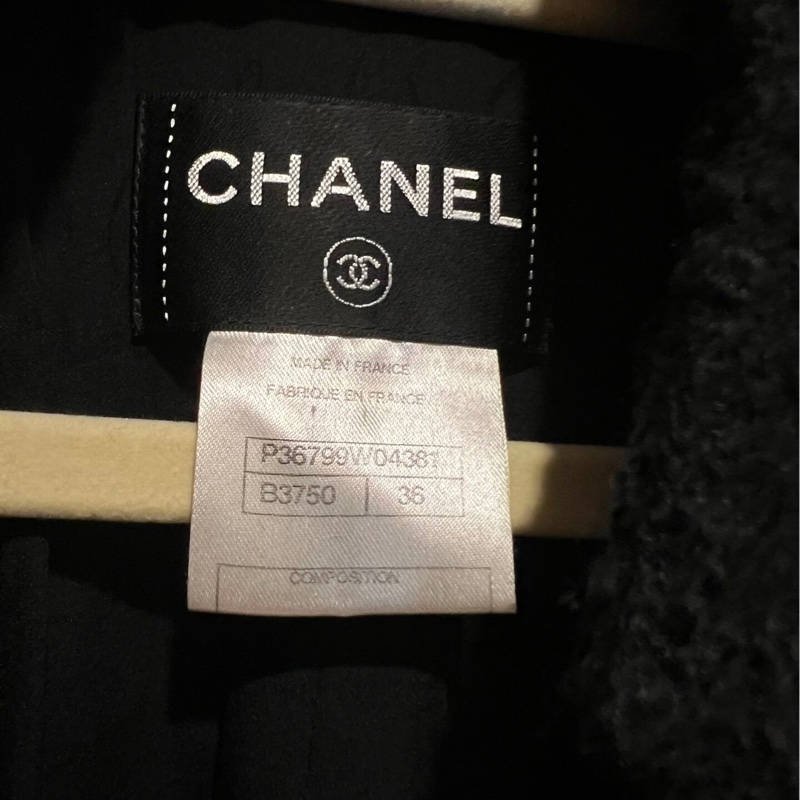 CHANEL
MADE IN FRANCE
FABRIQUE EN FRANCE
P36799W04381
B3750 36
COMPOSITION